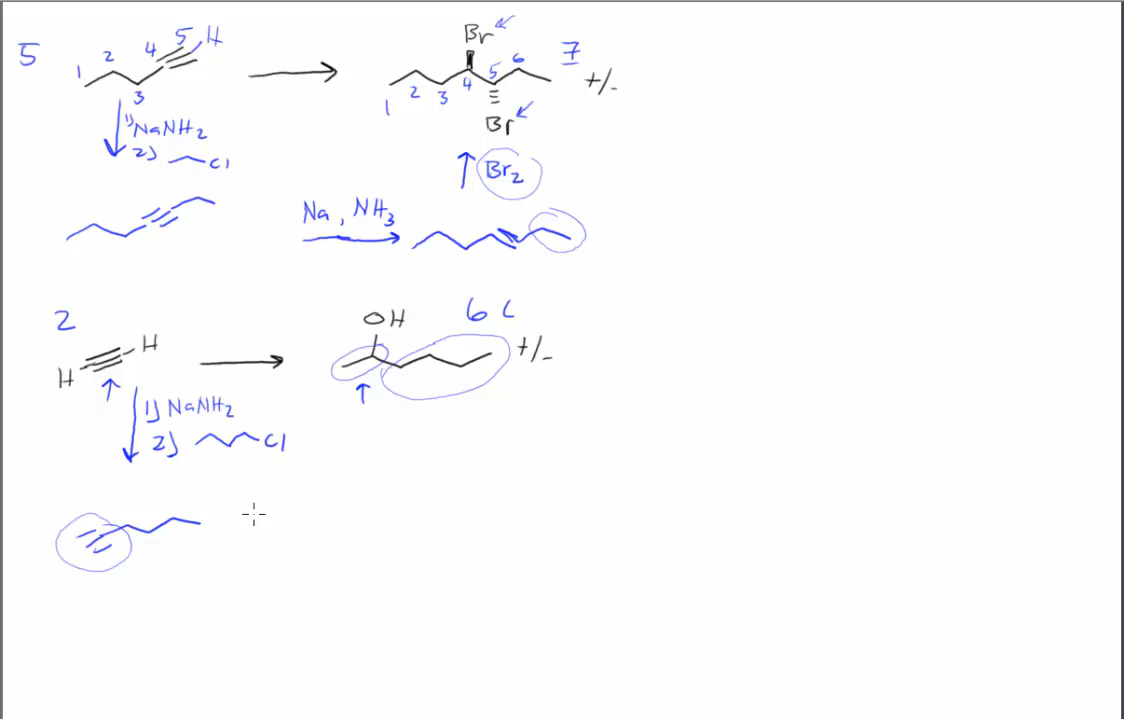 5
1 2 3 4 5 H
1) NaNH2
2) Cl
Br
1 2 3 4 5 6 7 +/-
Br
Br2
Na, NH3
2
H H
OH 6 C
+/-
1) NaNH2
2) Cl